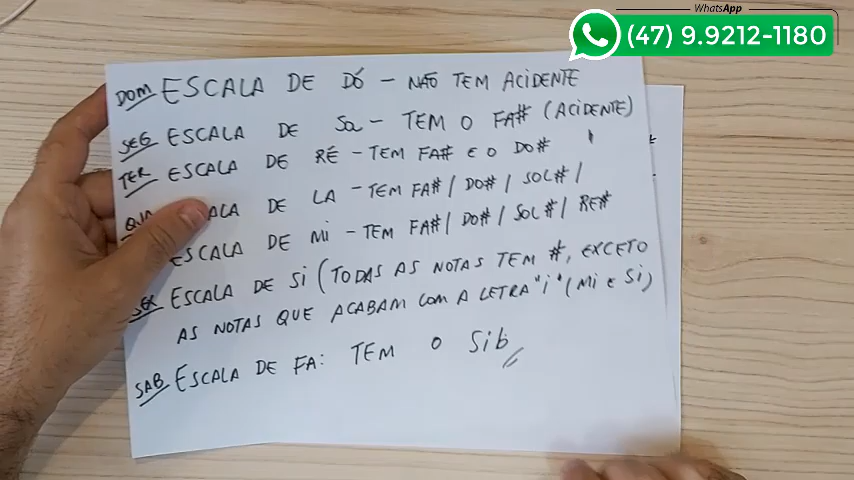 WhatsApp
(47) 9.9212-1180
DOM ESCALA DE DÓ - NÃO TEM ACIDENTE
SEG ESCALA DE SOL - TEM O FA# (ACIDENTE)
TER ESCALA DE RÉ - TEM FA# E O DO#
QUA ALA DE LA - TEM FA# / DO# / SOL# /
ESCALA DE Mi - TEM FA# / DO# / SOL# / RE#
ESCALA DE Si (TODAS AS NOTAS TEM #, EXCETO
AS NOTAS QUE ACABAM COM A LETRA "i" (Mi E Si)
SAB ESCALA DE FA: TEM O Sib